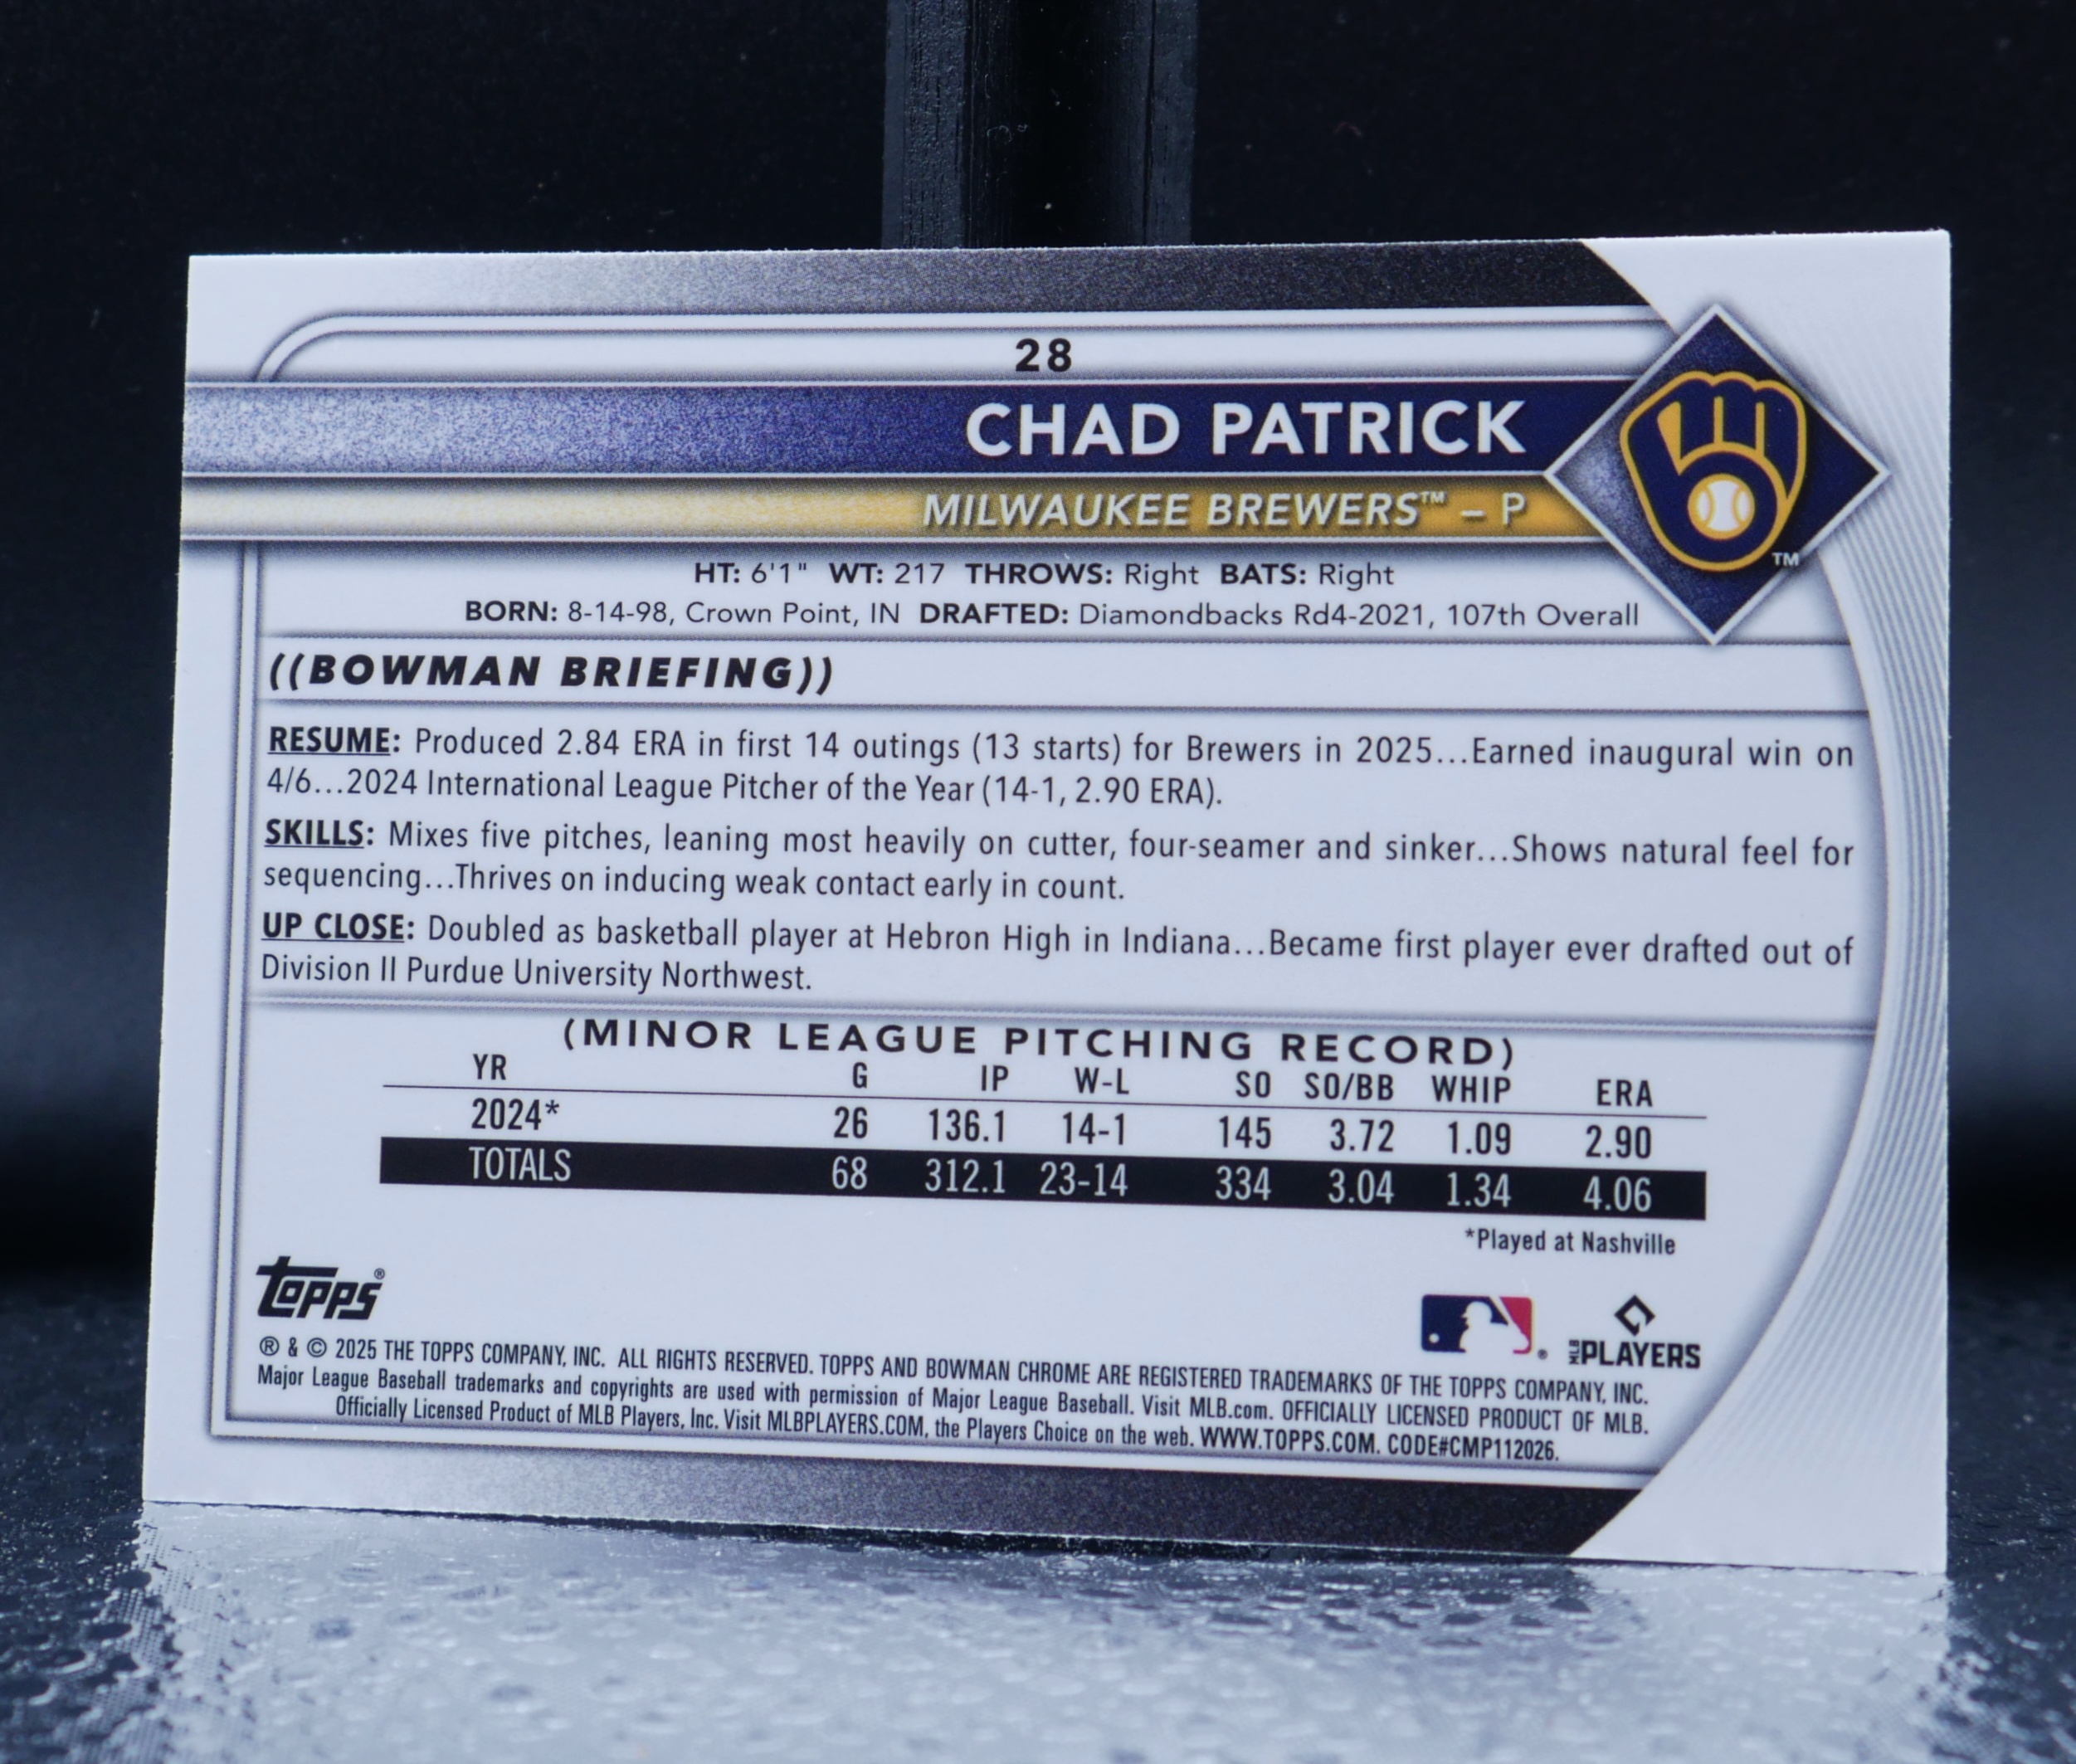 28
CHAD PATRICK
MILWAUKEE BREWERS™ – P
TM
HT: 6'1" WT: 217 THROWS: Right BATS: Right
BORN: 8-14-98, Crown Point, IN DRAFTED: Diamondbacks Rd4-2021, 107th Overall
((BOWMAN BRIEFING))
RESUME: Produced 2.84 ERA in first 14 outings (13 starts) for Brewers in 2025...Earned inaugural win on
4/6...2024 International League Pitcher of the Year (14-1, 2.90 ERA).
SKILLS: Mixes five pitches, leaning most heavily on cutter, four-seamer and sinker...Shows natural feel for
sequencing...Thrives on inducing weak contact early in count.
UP CLOSE: Doubled as basketball player at Hebron High in Indiana...Became first player ever drafted out of
Division II Purdue University Northwest.
(MINOR LEAGUE PITCHING RECORD)
YR G IP W-L SO SO/BB WHIP ERA
2024* 26 136.1 14-1 145 3.72 1.09 2.90
TOTALS 68 312.1 23-14 334 3.04 1.34 4.06
*Played at Nashville
Topps®
® MLB PLAYERS
® & © 2025 THE TOPPS COMPANY, INC. ALL RIGHTS RESERVED. TOPPS AND BOWMAN CHROME ARE REGISTERED TRADEMARKS OF THE TOPPS COMPANY, INC.
Major League Baseball trademarks and copyrights are used with permission of Major League Baseball. Visit MLB.com. OFFICIALLY LICENSED PRODUCT OF MLB.
Officially Licensed Product of MLB Players, Inc. Visit MLBPLAYERS.COM, the Players Choice on the web. WWW.TOPPS.COM. CODE#CMP112026.